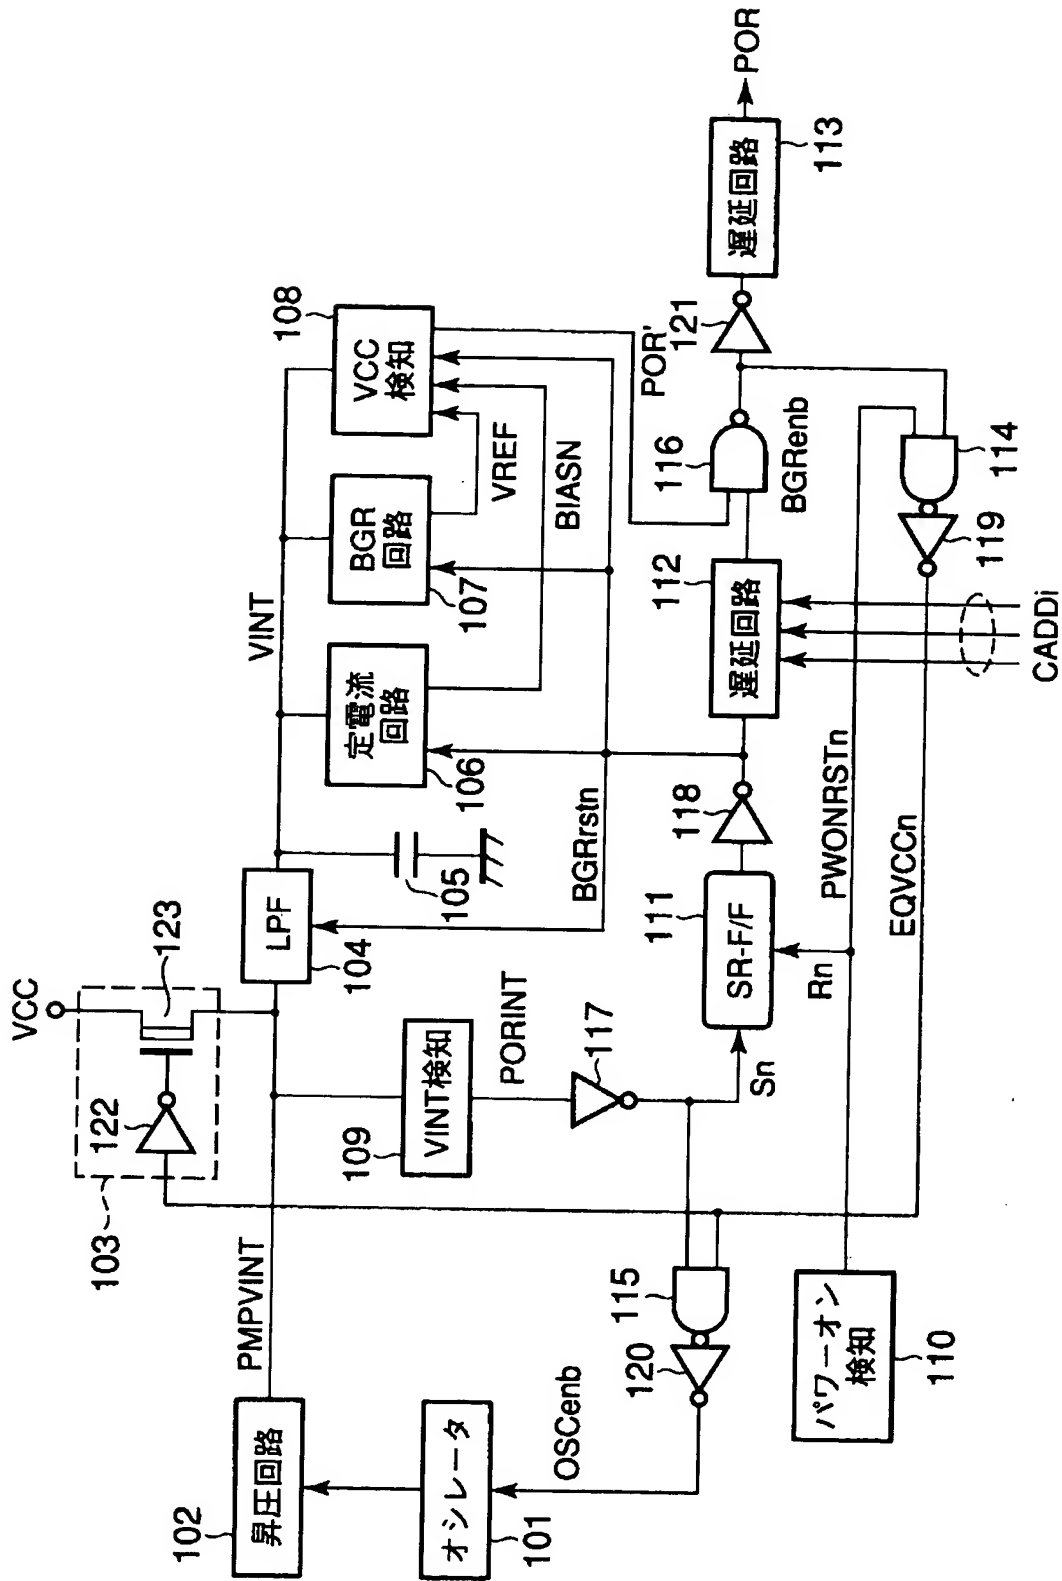 VCC
103
122
123
PMPVINT
VINT
102
昇圧回路
101
オシレータ
OSCenb
104
LPF
105
106
定電流
回路
107
BGR
回路
108
VCC
検知
VREF
BIASN
BGRrstn
109
VINT検知
PORINT
117
Sn
111
SR-F/F
Rn
118
112
遅延回路
CADDi
116
BGRenb
POR'
121
113
遅延回路
POR
114
119
115
120
110
パワーオン
検知
PWONRSTn
EQVCCn